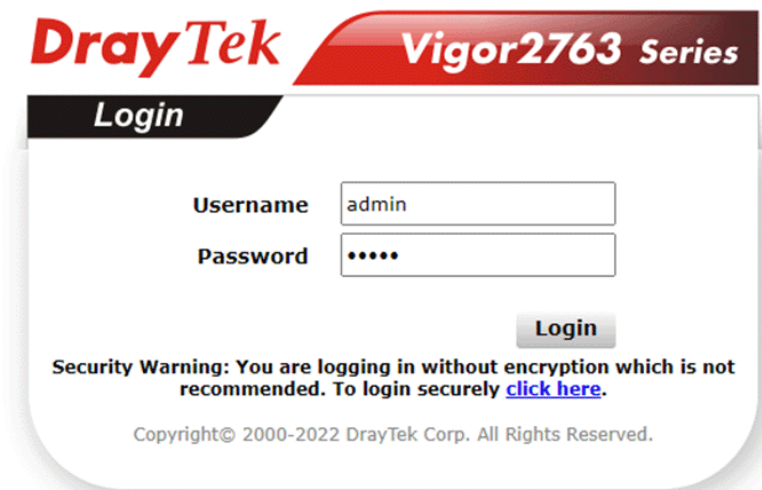 DrayTek Vigor2763 Series
Login
Username admin
Password •••••
Login
Security Warning: You are logging in without encryption which is not
recommended. To login securely click here.
Copyright© 2000-2022 DrayTek Corp. All Rights Reserved.